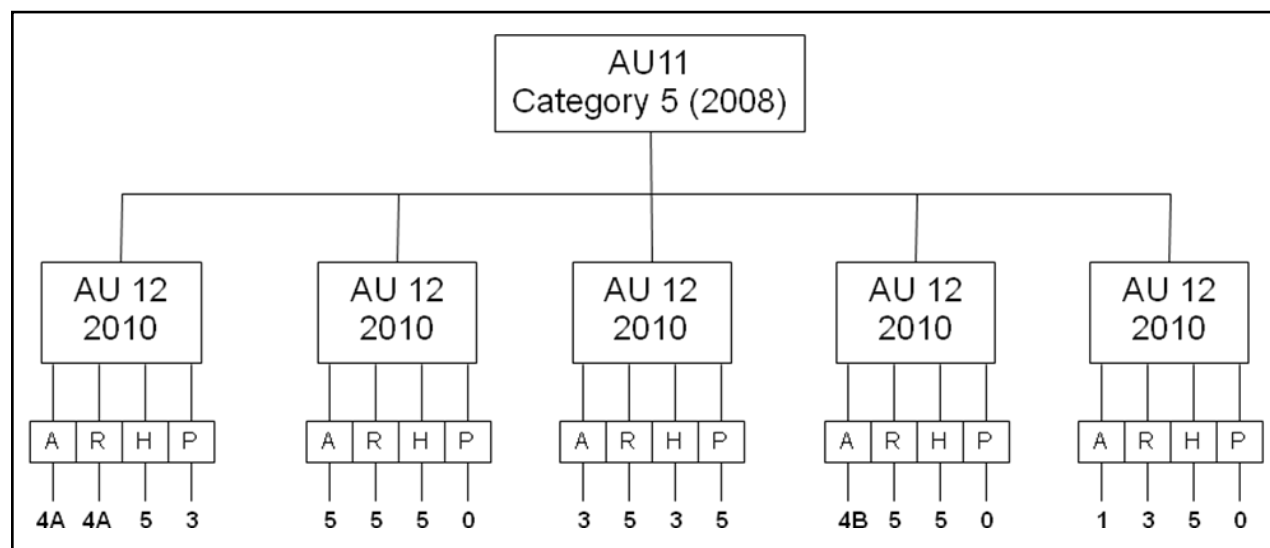 AU11
Category 5 (2008)
AU 12 AU 12 AU 12 AU 12 AU 12
2010 2010 2010 2010 2010
A R H P A R H P A R H P A R H P A R H P
4A 4A 5 3 5 5 5 0 3 5 3 5 4B 5 5 0 1 3 5 0